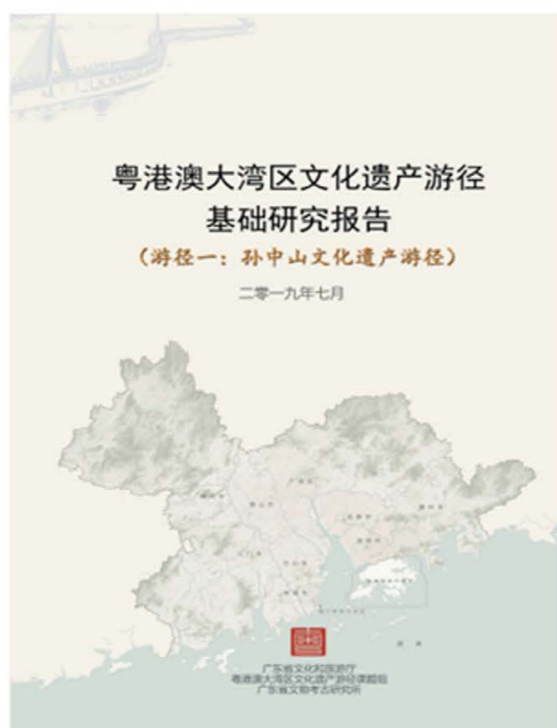 粤港澳大湾区文化遗产游径
基础研究报告
（游径一：孙中山文化遗产游径）
二零一九年七月
广东省文化和旅游厅
粤港澳大湾区文化遗产游径课题组
广东省文物考古研究所